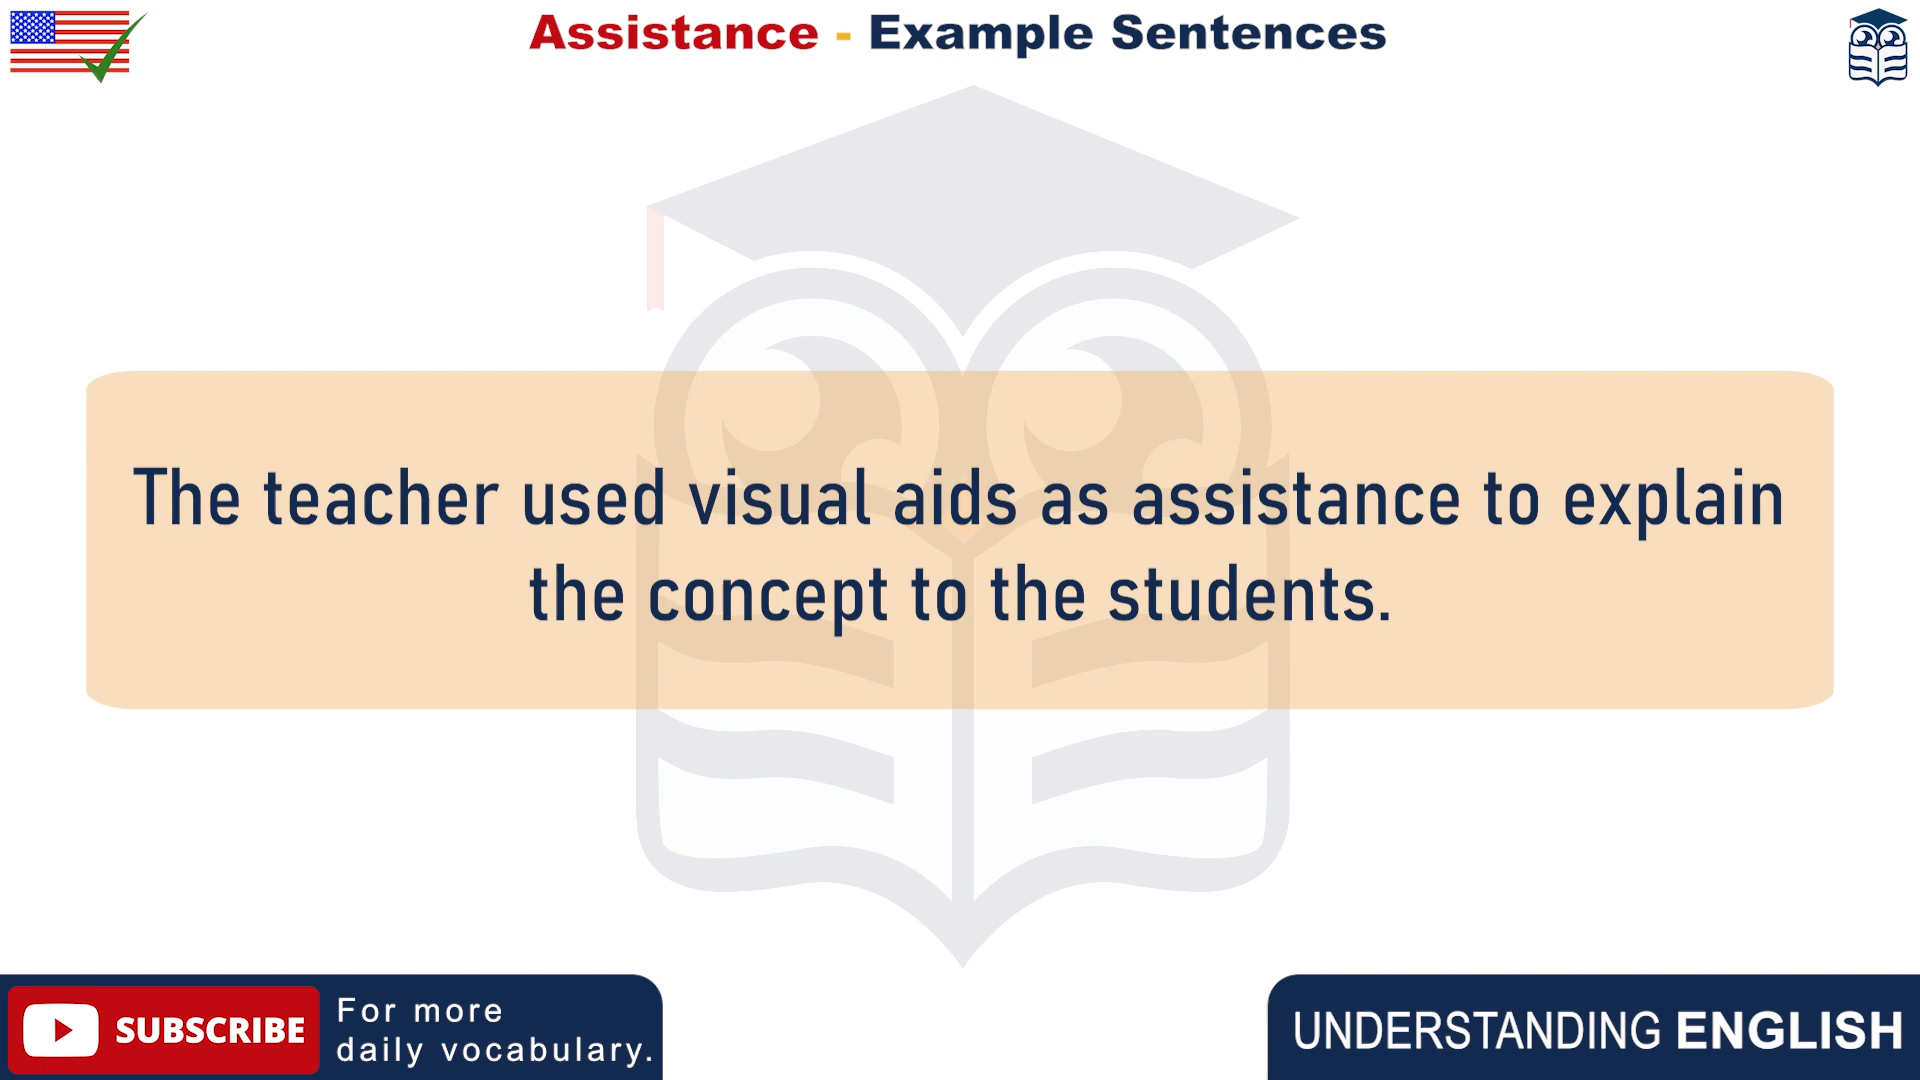 Assistance - Example Sentences
The teacher used visual aids as assistance to explain
the concept to the students.
SUBSCRIBE
For more
daily vocabulary.
UNDERSTANDING ENGLISH